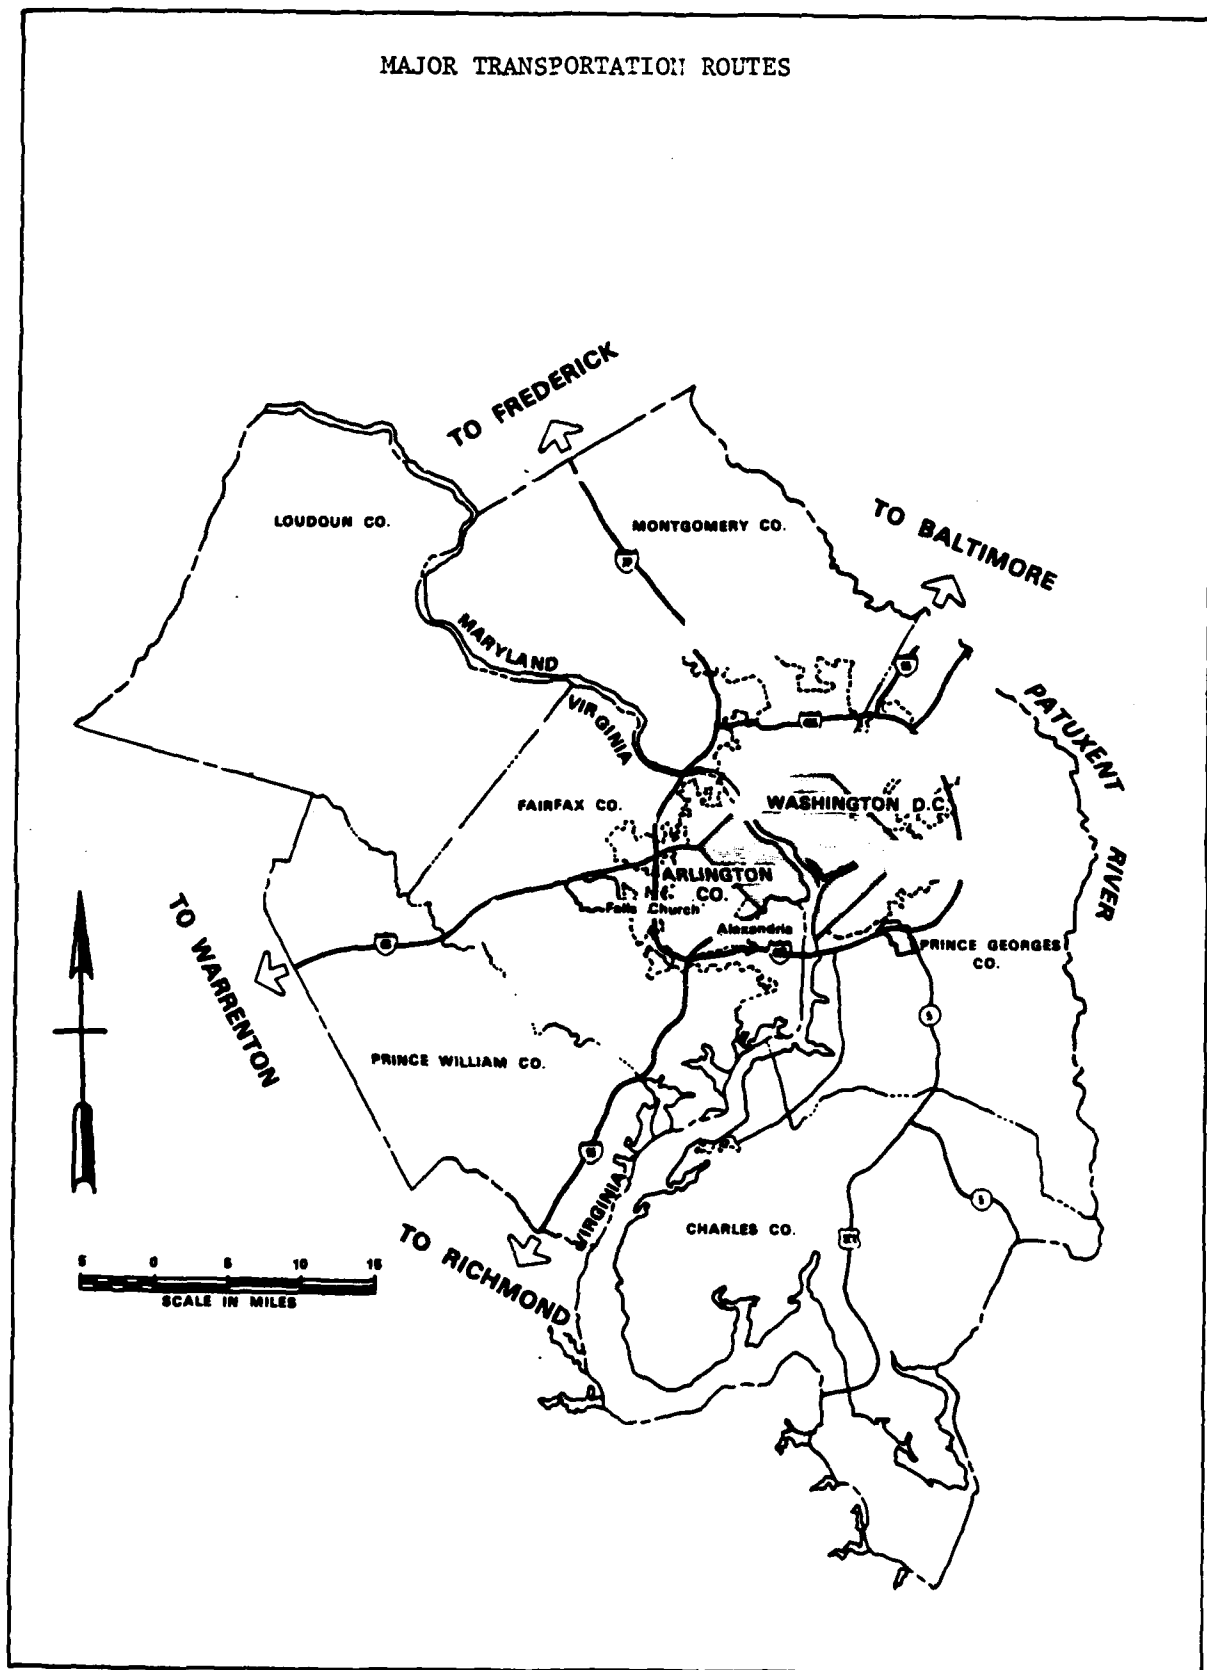 MAJOR TRANSPORTATION ROUTES
TO FREDERICK
LOUDOUN CO.
MONTGOMERY CO.
TO BALTIMORE
MARYLAND
VIRGINIA
PATUXENT
RIVER
FAIRFAX CO.
WASHINGTON D.C.
ARLINGTON
CO.
Falls Church
Alexandria
PRINCE GEORGES
CO.
TO WARRENTON
5
PRINCE WILLIAM CO.
VIRGINIA
5
CHARLES CO.
TO RICHMOND
5 0 5 10 15
SCALE IN MILES